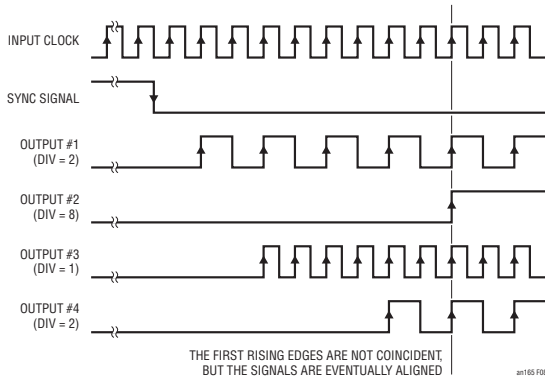 INPUT CLOCK
SYNC SIGNAL
OUTPUT #1
(DIV = 2)
OUTPUT #2
(DIV = 8)
OUTPUT #3
(DIV = 1)
OUTPUT #4
(DIV = 2)
THE FIRST RISING EDGES ARE NOT COINCIDENT,
BUT THE SIGNALS ARE EVENTUALLY ALIGNED
an165 F08